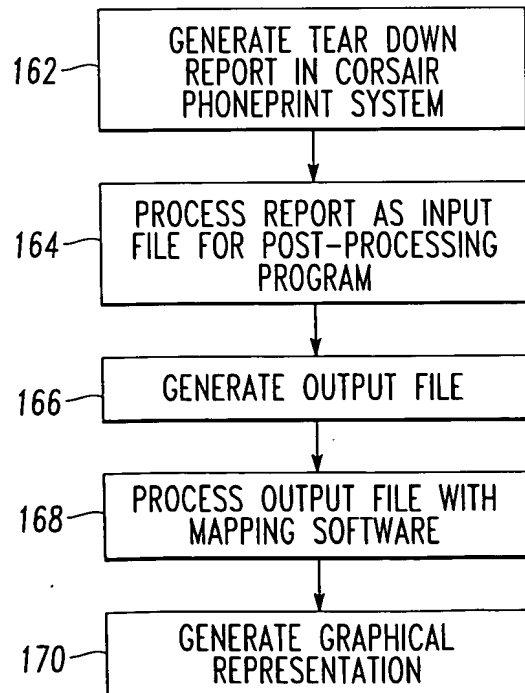 162
GENERATE TEAR DOWN
REPORT IN CORSAIR
PHONEPRINT SYSTEM
164
PROCESS REPORT AS INPUT
FILE FOR POST-PROCESSING
PROGRAM
166
GENERATE OUTPUT FILE
168
PROCESS OUTPUT FILE WITH
MAPPING SOFTWARE
170
GENERATE GRAPHICAL
REPRESENTATION